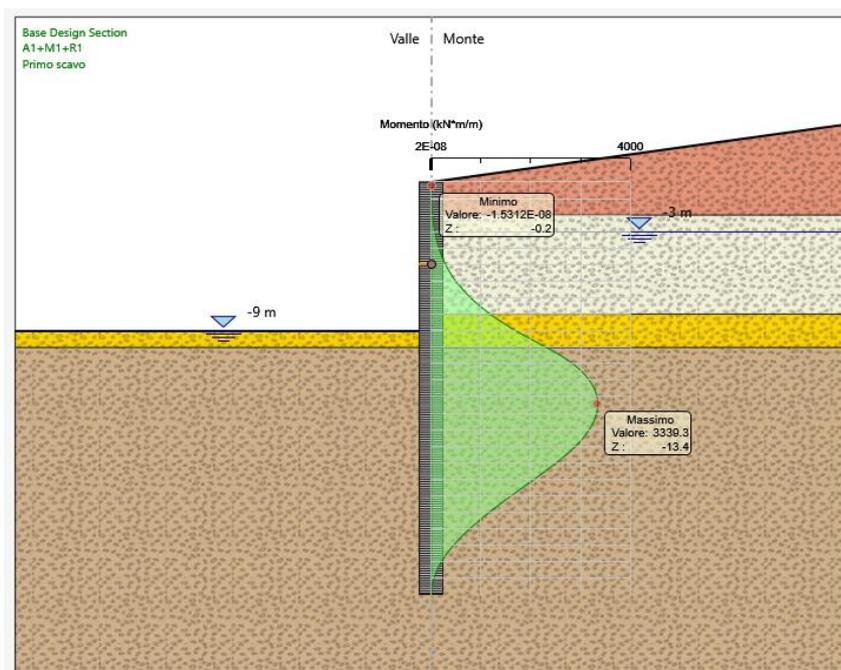 Base Design Section
A1+M1+R1
Primo scavo
Valle Monte
Momento (kN*m/m)
2E-08 4000
Minimo
Valore: -1.5312E-08
Z : -0.2
-3 m
-9 m
Massimo
Valore: 3339.3
Z : -13.4